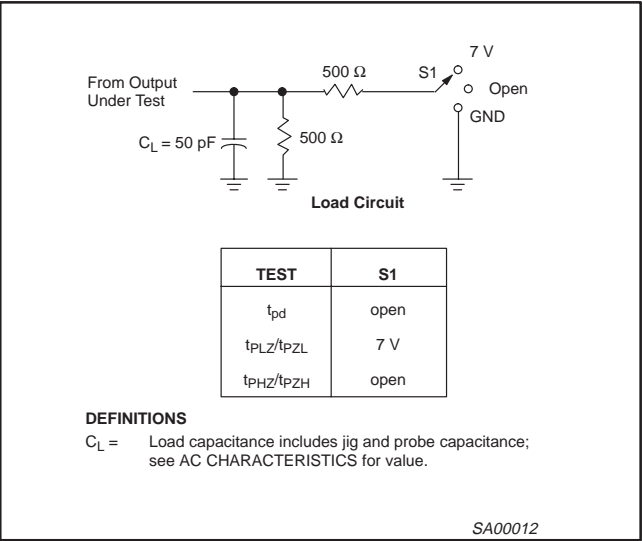 7 V
500 Ω
S1
Open
From Output
Under Test
GND
C_L = 50 pF
500 Ω
Load Circuit
TEST S1
t_pd open
t_PLZ/t_PZL 7 V
t_PHZ/t_PZH open
DEFINITIONS
C_L = Load capacitance includes jig and probe capacitance;
see AC CHARACTERISTICS for value.
SA00012